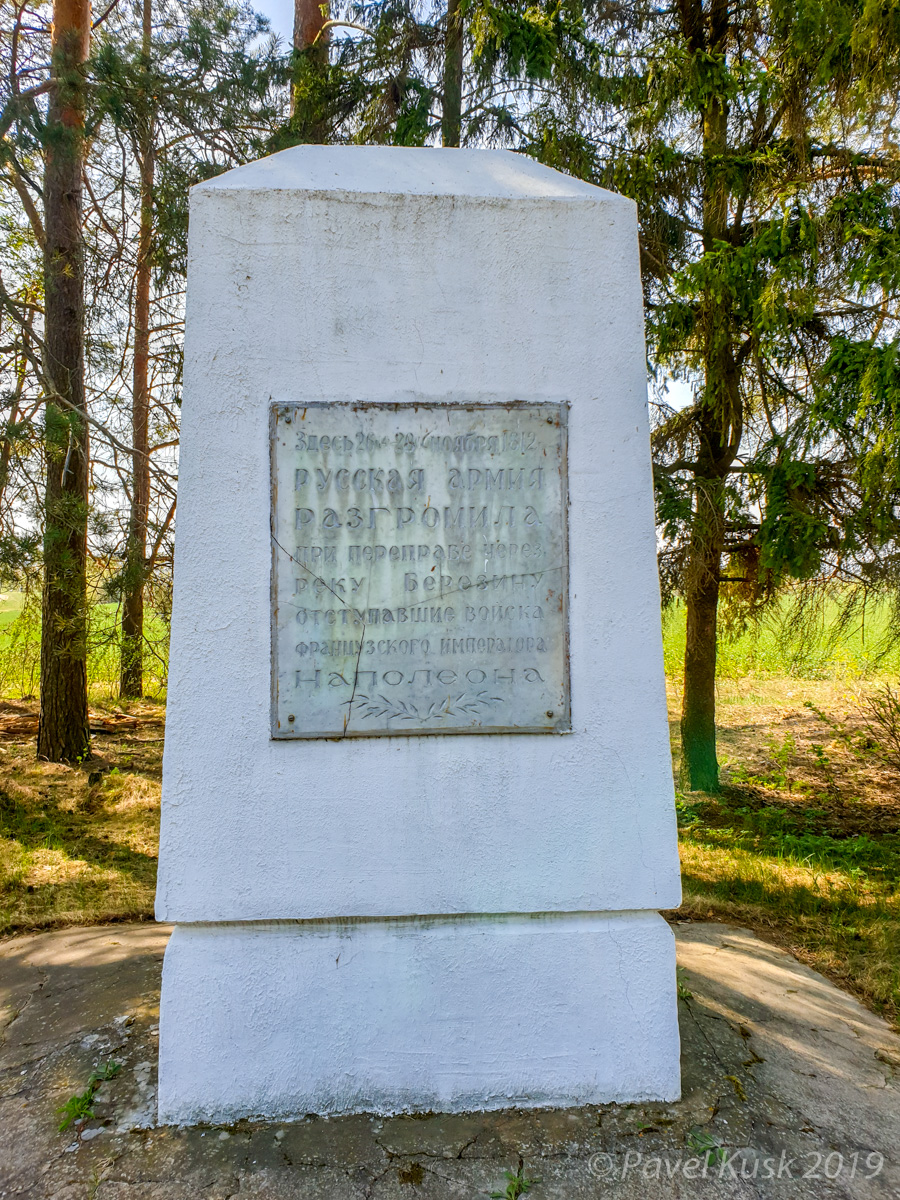 Здесь 26 - 29 ноября 1812
РУССКАЯ АРМИЯ
РАЗГРОМИЛА
при переправе через
реку Березину
отступавшие войска
французского императора
Наполеона
©Pavel Kusk 2019